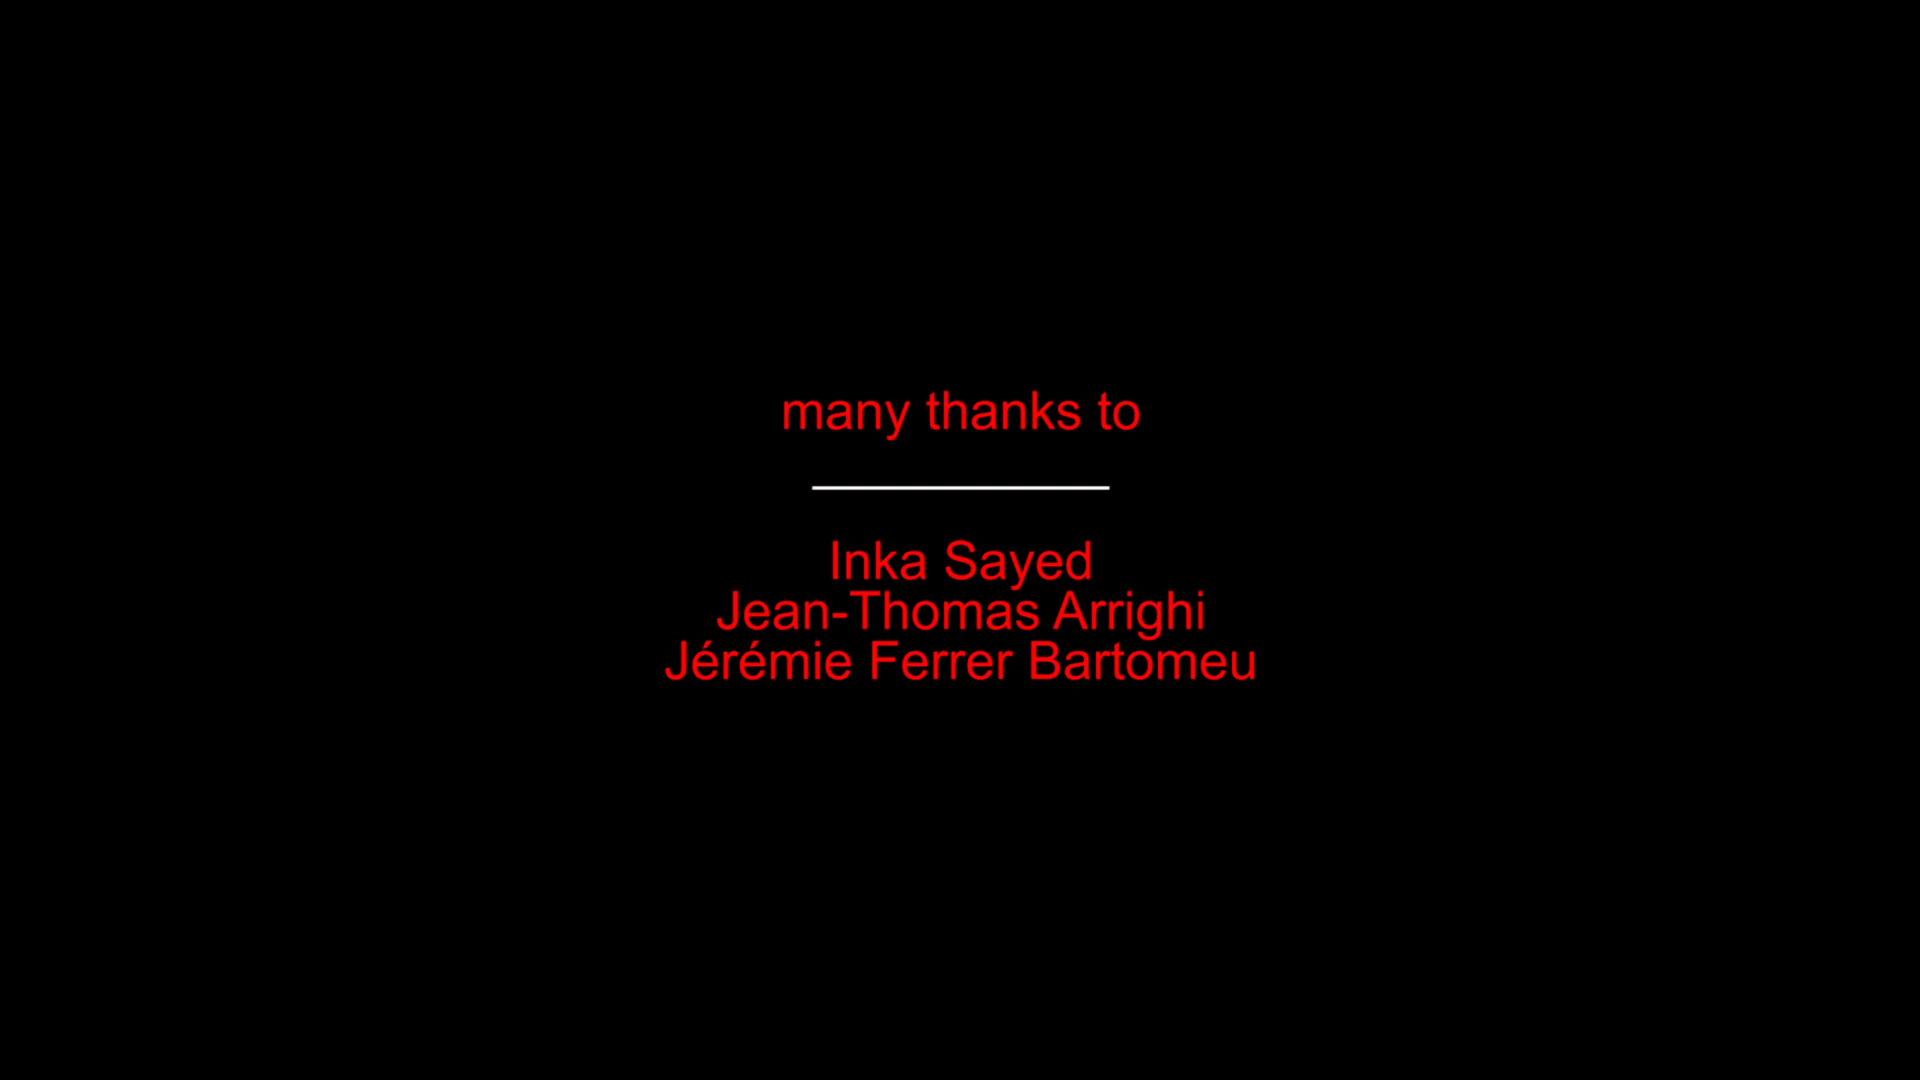 many thanks to
Inka Sayed
Jean-Thomas Arrighi
Jérémie Ferrer Bartomeu